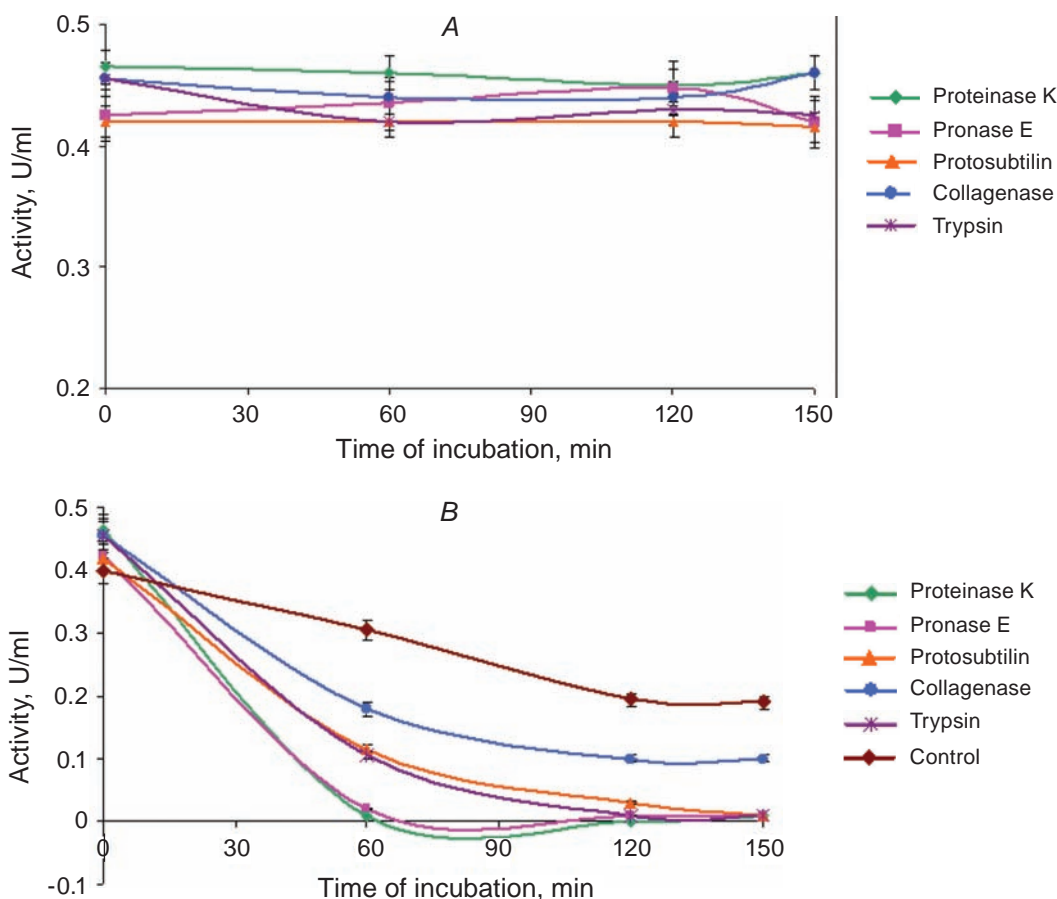 A
0.5
0.4
0.3
0.2
Activity, U/ml
0 30 60 90 120 150
Time of incubation, min
Proteinase K
Pronase E
Protosubtilin
Collagenase
Trypsin
B
0.5
0.4
0.3
0.2
0.1
0
-0.1
Activity, U/ml
0 30 60 90 120 150
Time of incubation, min
Proteinase K
Pronase E
Protosubtilin
Collagenase
Trypsin
Control